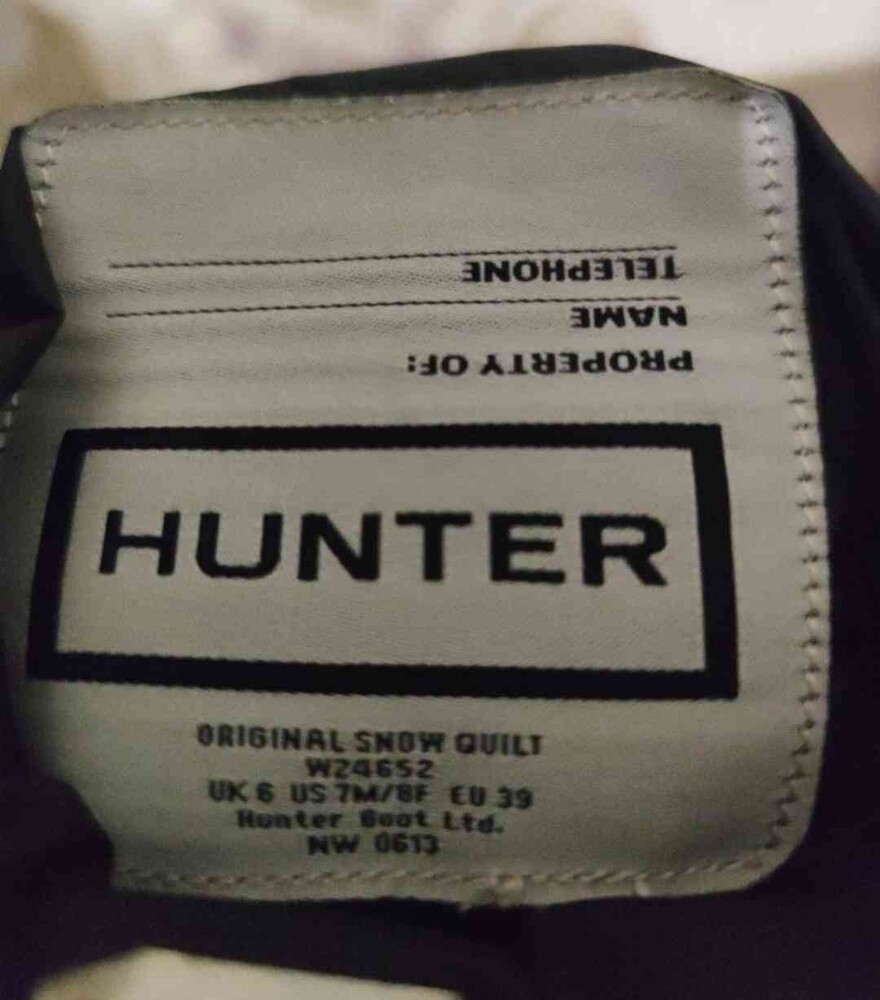 TELEPHONE
NAME
PROPERTY OF:
HUNTER
ORIGINAL SNOW QUILT
W24652
UK 6 US 7M/8F EU 39
Hunter Boot Ltd.
NW 0613